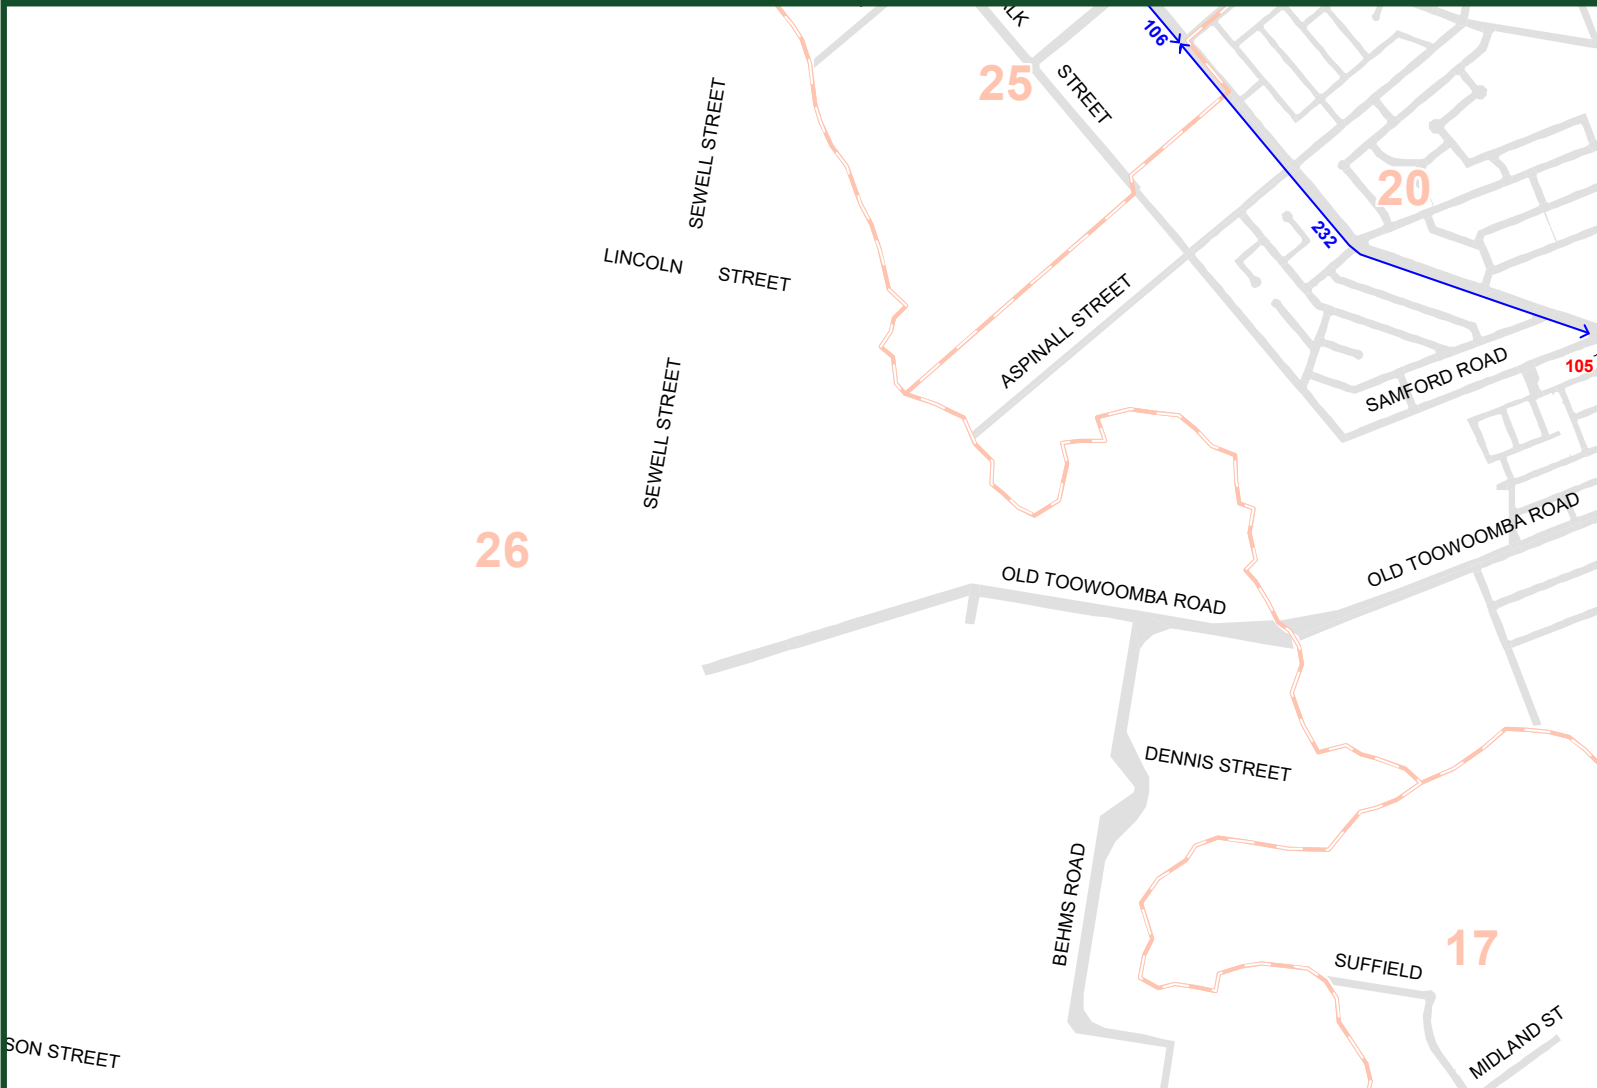 106
25
STREET
SEWELL STREET
20
232
LINCOLN STREET
ASPINALL STREET
SAMFORD ROAD
105
SEWELL STREET
26
OLD TOOWOOMBA ROAD
OLD TOOWOOMBA ROAD
DENNIS STREET
BEHMS ROAD
17
SUFFIELD
MIDLAND ST
SON STREET